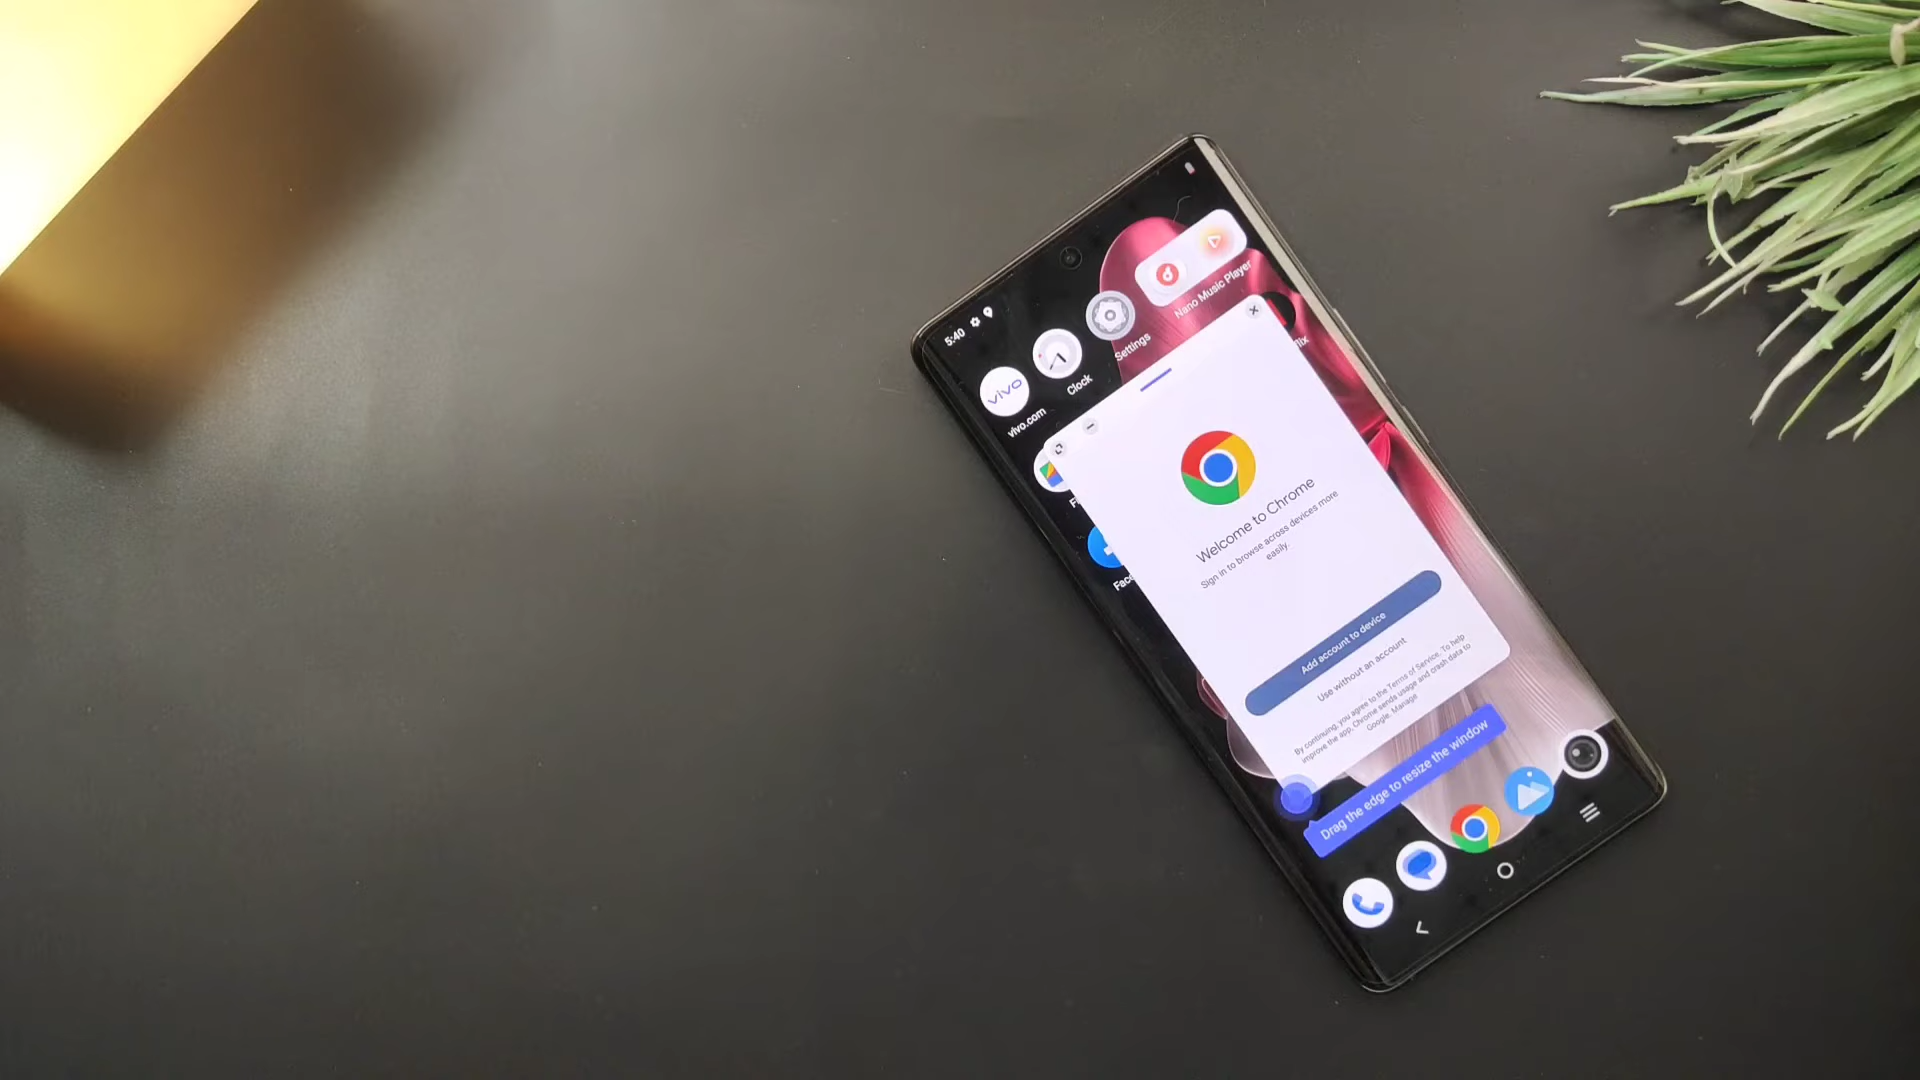 5:40
vivo
vivo.com
Clock
Settings
Nano Music Player
Welcome to Chrome
Sign in to browse across devices more
easily.
Add account to device
Use without an account
By continuing, you agree to the Terms of Service. To help
improve the app, Chrome sends usage and crash data to
Google. Manage
Drag the edge to resize the window